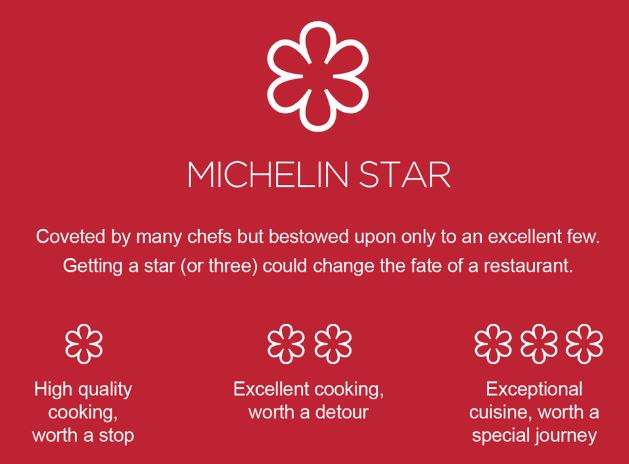 MICHELIN STAR
Coveted by many chefs but bestowed upon only to an excellent few.
Getting a star (or three) could change the fate of a restaurant.
High quality
cooking,
worth a stop
Excellent cooking,
worth a detour
Exceptional
cuisine, worth a
special journey